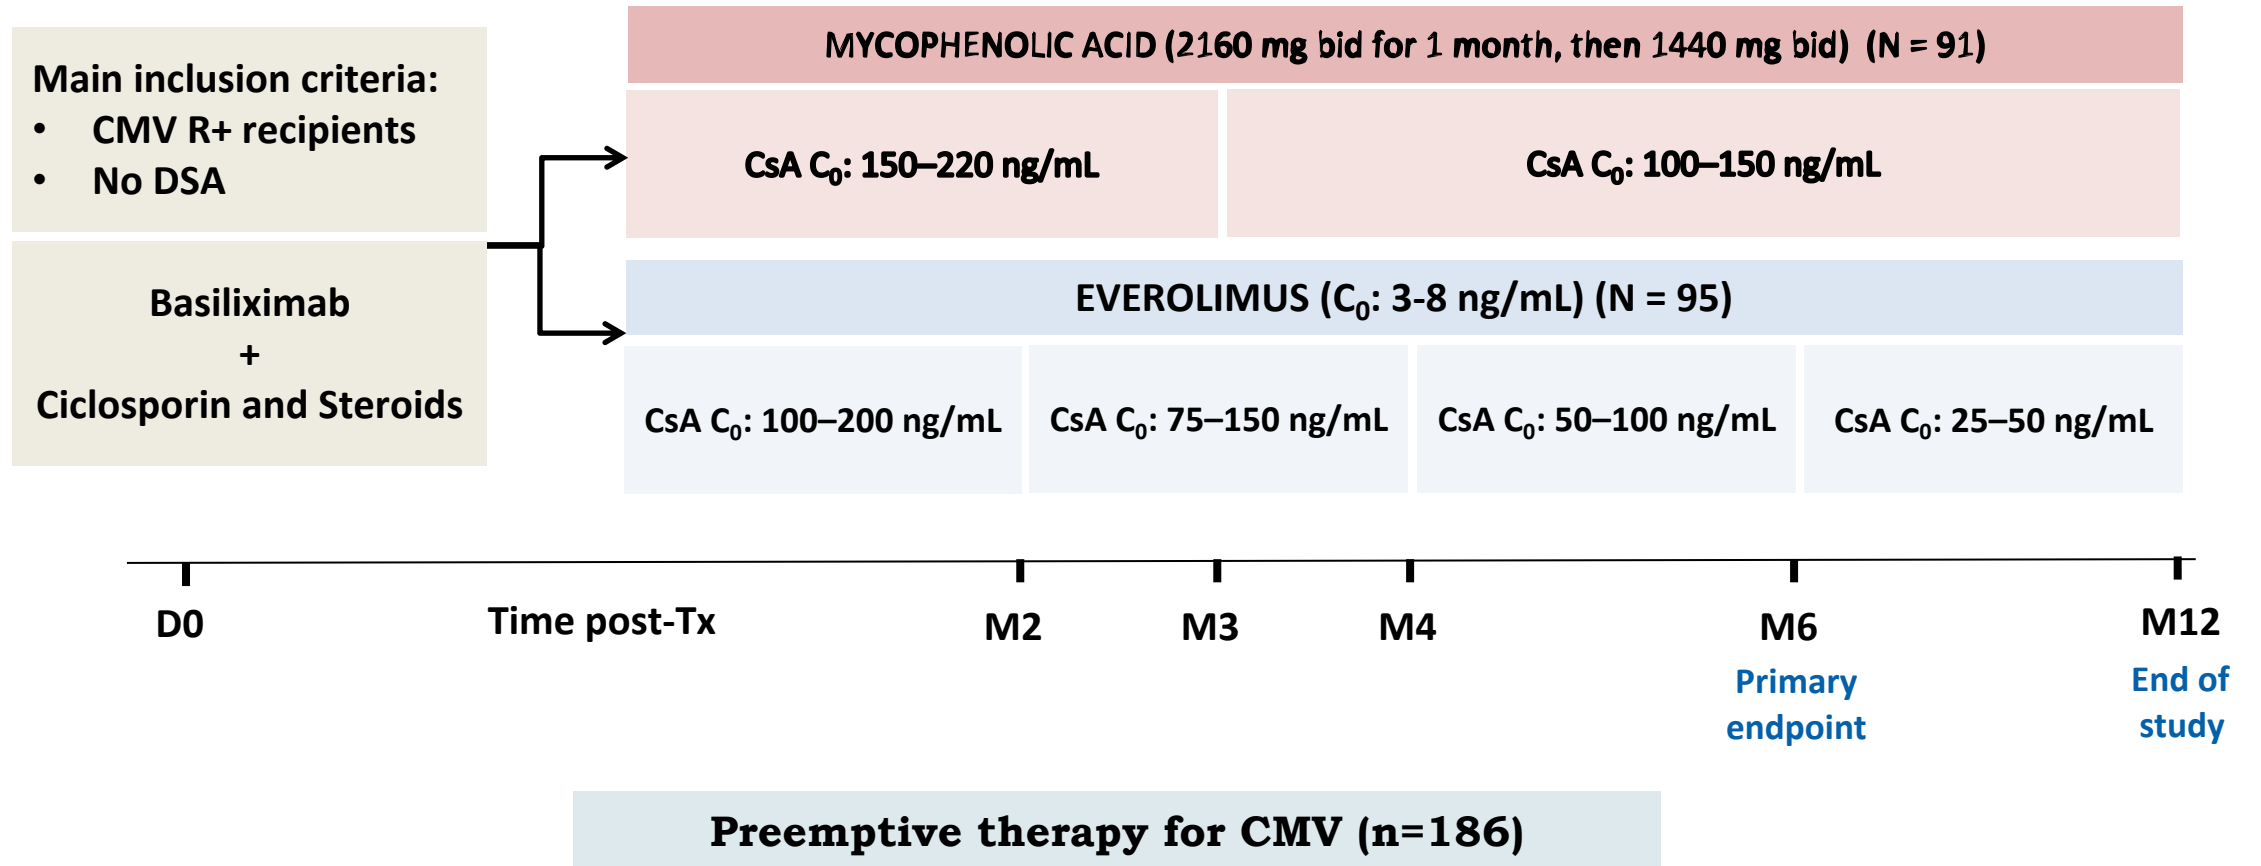 Main inclusion criteria:
• CMV R+ recipients
• No DSA
Basiliximab
+
Ciclosporin and Steroids
MYCOPHENOLIC ACID (2160 mg bid for 1 month, then 1440 mg bid) (N = 91)
CsA C₀: 150–220 ng/mL
CsA C₀: 100–150 ng/mL
EVEROLIMUS (C₀: 3-8 ng/mL) (N = 95)
CsA C₀: 100–200 ng/mL
CsA C₀: 75–150 ng/mL
CsA C₀: 50–100 ng/mL
CsA C₀: 25–50 ng/mL
D0
Time post-Tx
M2
M3
M4
M6
M12
Primary
endpoint
End of
study
Preemptive therapy for CMV (n=186)